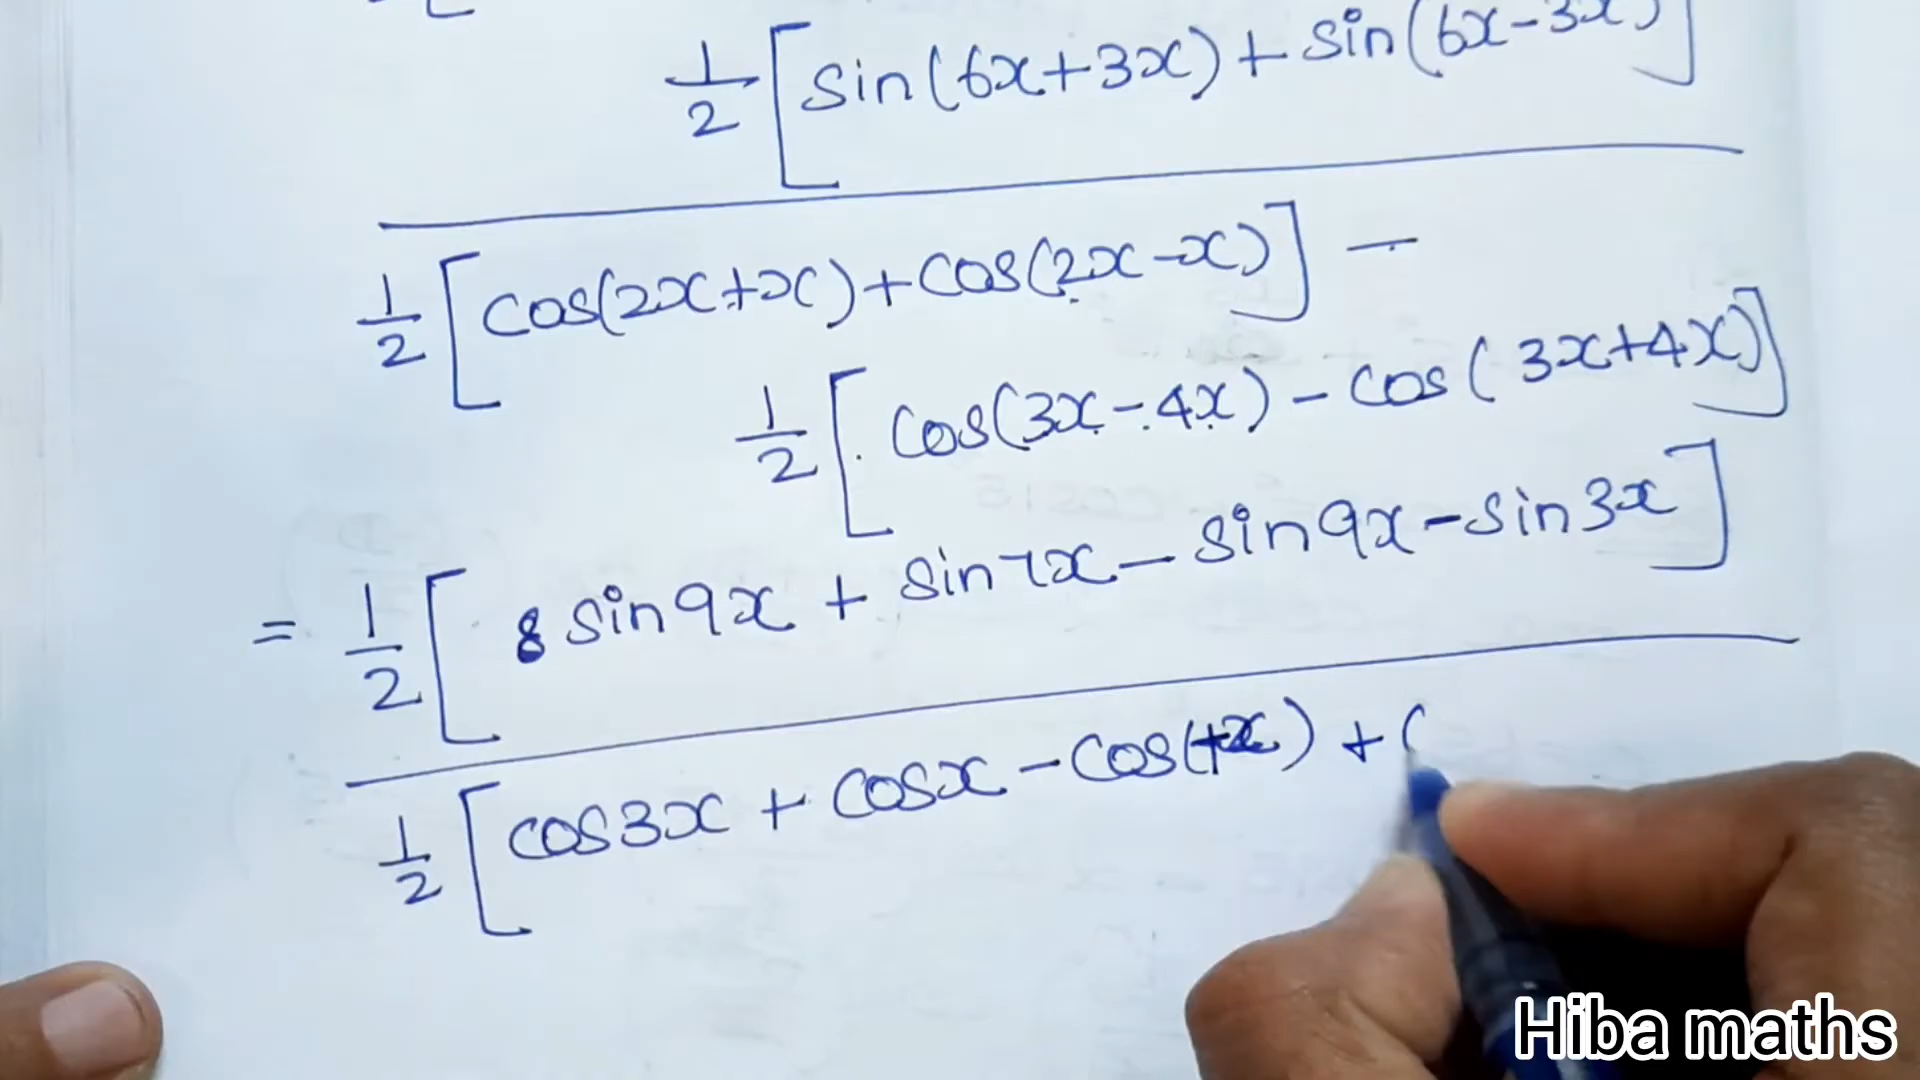 1/2 [sin(6x+3x)+sin(6x-3x)]
1/2 [cos(2x+x)+cos(2x-x)] -
1/2 [cos(3x-4x)-cos(3x+4x)]
= 1/2 [8 sin9x + sin7x - sin9x - sin3x]
1/2 [cos3x + cosx - cos(+x) + (
Hiba maths